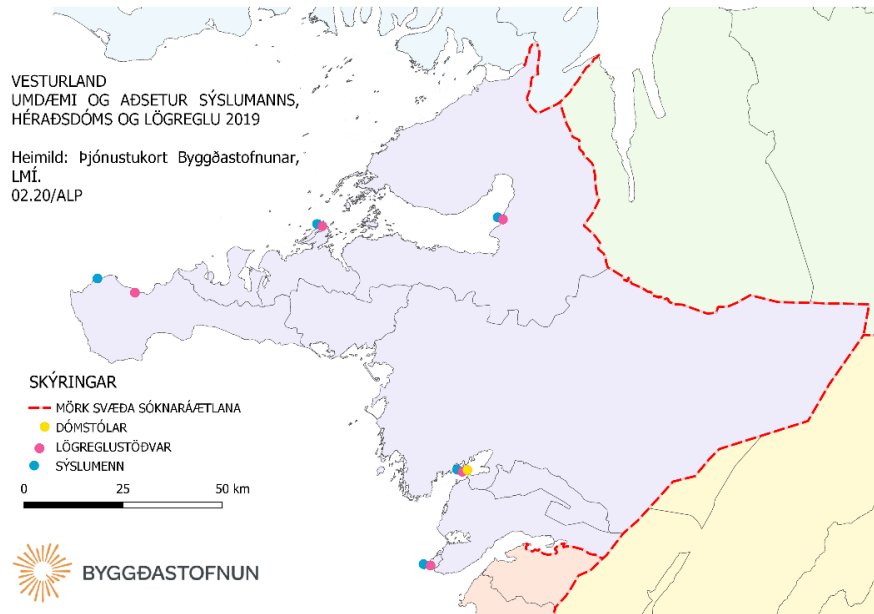 VESTURLAND
UMDÆMI OG AÐSETUR SÝSLUMANNS,
HÉRAÐSDÓMS OG LÖGREGLU 2019
Heimild: Þjónustukort Byggðastofnunar,
LMÍ.
02.20/ALP
SKÝRINGAR
MÖRK SVÆÐA SÓKNARÁÆTLANA
DÓMSTÓLAR
LÖGREGLUSTÖÐVAR
SÝSLUMENN
0 25 50 km
BYGGÐASTOFNUN